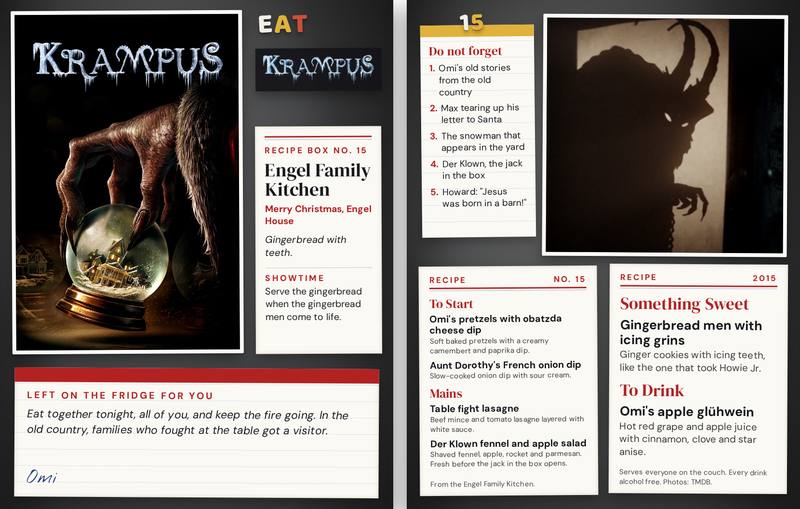 KRAMPUS
EAT
KRAMPUS
RECIPE BOX NO. 15
Engel Family
Kitchen
Merry Christmas, Engel
House
Gingerbread with
teeth.
SHOWTIME
Serve the gingerbread
when the gingerbread
men come to life.
LEFT ON THE FRIDGE FOR YOU
Eat together tonight, all of you, and keep the fire going. In the
old country, families who fought at the table got a visitor.
Omi
15
Do not forget
1. Omi's old stories
from the old
country
2. Max tearing up his
letter to Santa
3. The snowman that
appears in the yard
4. Der Klown, the jack
in the box
5. Howard: "Jesus
was born in a barn!"
RECIPE NO. 15
To Start
Omi's pretzels with obatzda
cheese dip
Soft baked pretzels with a creamy
camembert and paprika dip.
Aunt Dorothy's French onion dip
Slow-cooked onion dip with sour cream.
Mains
Table fight lasagne
Beef mince and tomato lasagne layered with
white sauce.
Der Klown fennel and apple salad
Shaved fennel, apple, rocket and parmesan.
Fresh before the jack in the box opens.
From the Engel Family Kitchen.
RECIPE 2015
Something Sweet
Gingerbread men with
icing grins
Ginger cookies with icing teeth,
like the one that took Howie Jr.
To Drink
Omi's apple glühwein
Hot red grape and apple juice
with cinnamon, clove and star
anise.
Serves everyone on the couch. Every drink
alcohol free. Photos: TMDB.